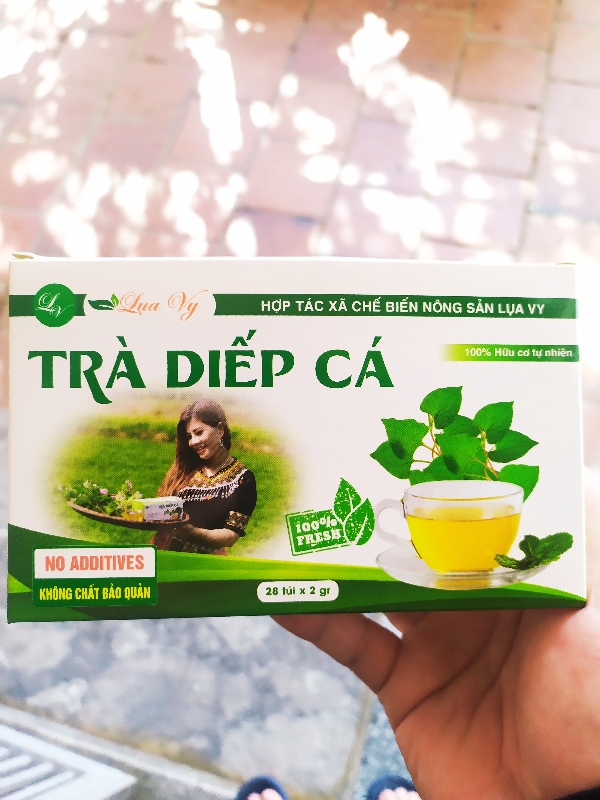 LV
Lụa Vy
HỢP TÁC XÃ CHẾ BIẾN NÔNG SẢN LỤA VY
TRÀ DIẾP CÁ
100% Hữu cơ tự nhiên
100%
FRESH
NO ADDITIVES
KHÔNG CHẤT BẢO QUẢN
28 túi x 2 gr